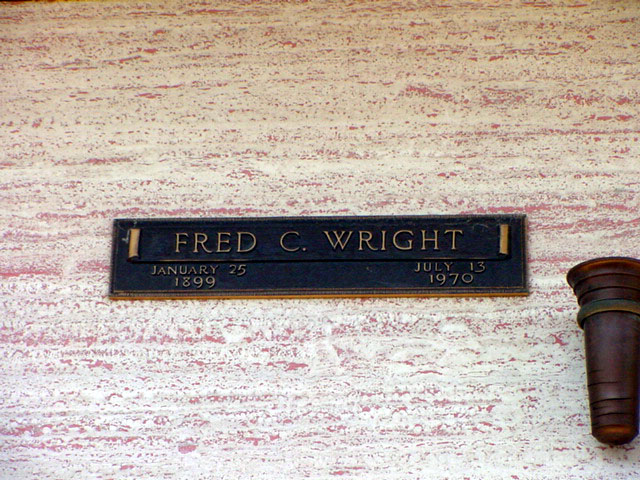 FRED C. WRIGHT
JANUARY 25 JULY 13
1899 1970